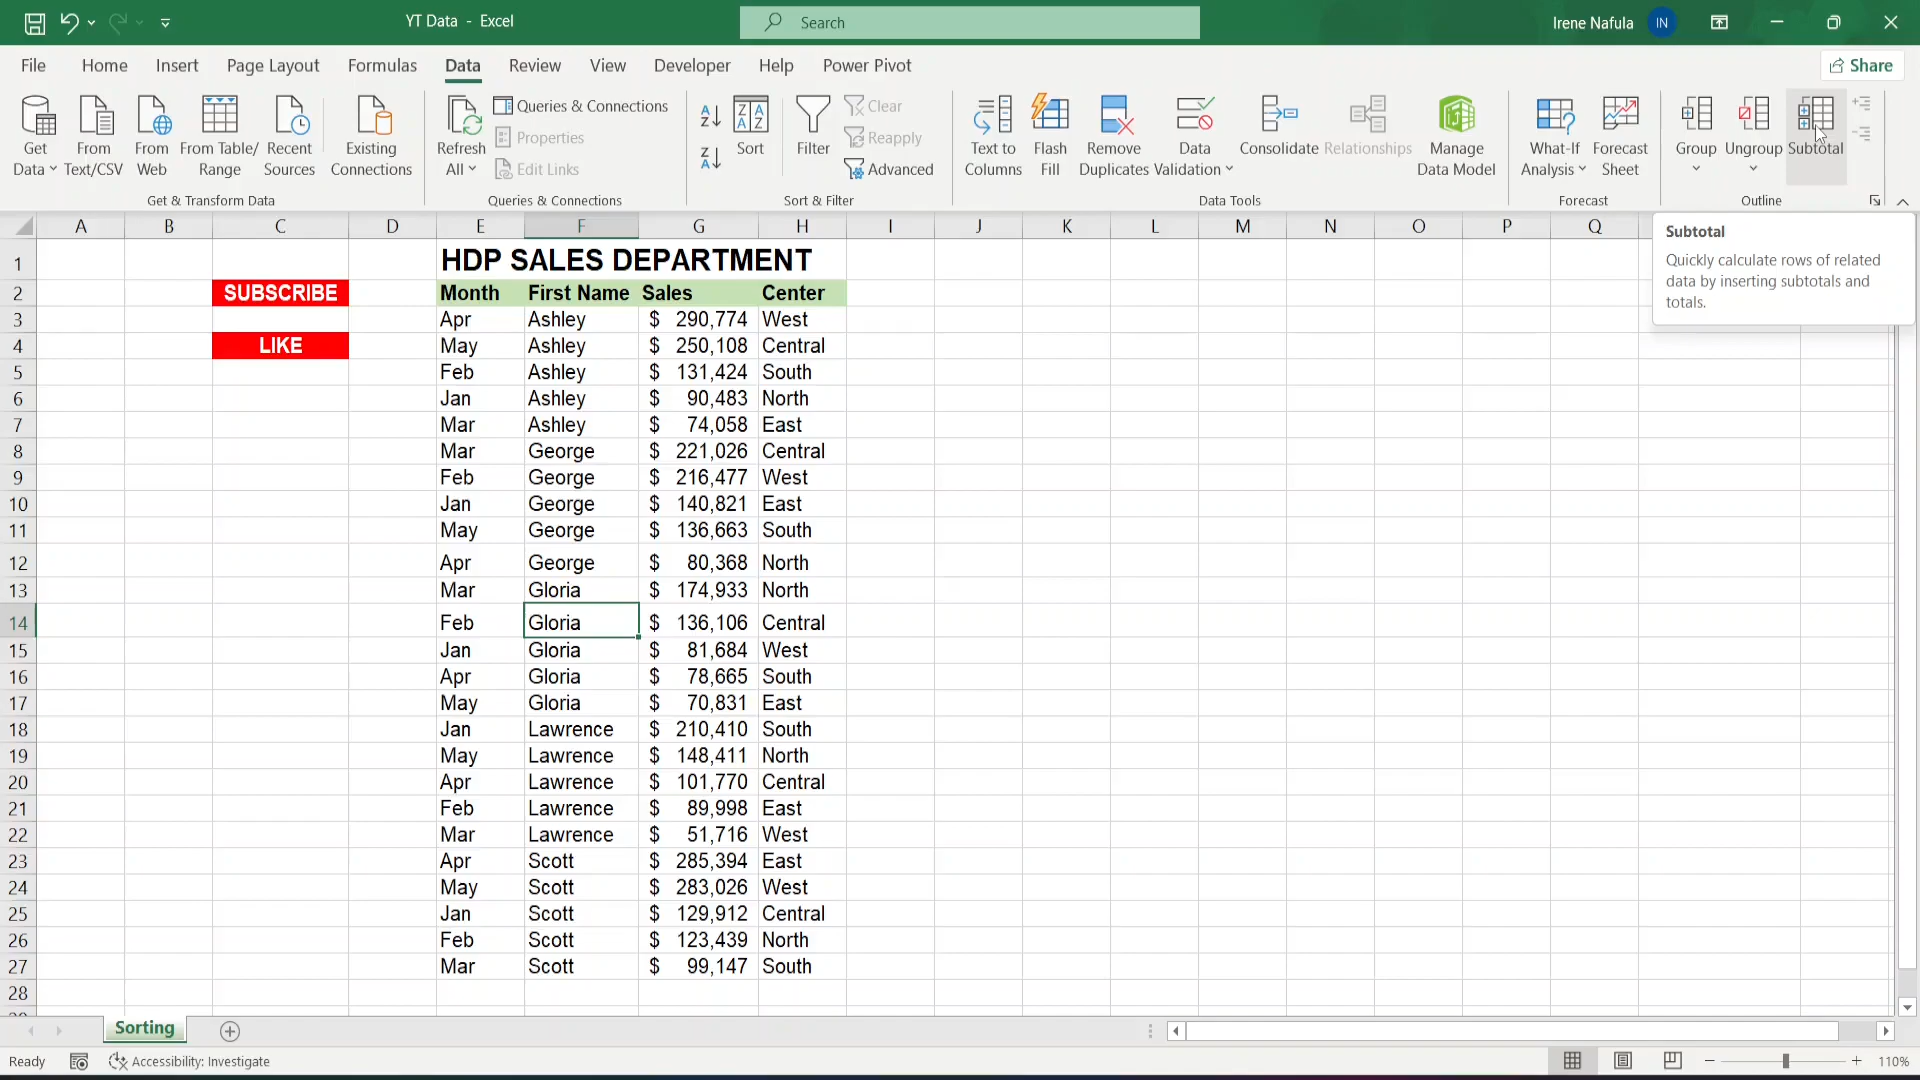 YT Data - Excel
Search
Irene Nafula
IN
File Home Insert Page Layout Formulas Data Review View Developer Help Power Pivot
Share
Get Data
From Text/CSV
From Web
From Table/ Range
Recent Sources
Existing Connections
Get & Transform Data
Refresh All
Queries & Connections
Properties
Edit Links
Queries & Connections
Sort
Filter
Clear
Reapply
Advanced
Sort & Filter
Text to Columns
Flash Fill
Remove Duplicates
Data Validation
Consolidate
Relationships
Manage Data Model
Data Tools
What-If Analysis
Forecast Sheet
Forecast
Group
Ungroup
Subtotal
Outline
Subtotal
Quickly calculate rows of related
data by inserting subtotals and
totals.
A B C D E F G H I J K L M N O P Q
1 HDP SALES DEPARTMENT
2 SUBSCRIBE Month First Name Sales Center
3 Apr Ashley $ 290,774 West
4 LIKE May Ashley $ 250,108 Central
5 Feb Ashley $ 131,424 South
6 Jan Ashley $ 90,483 North
7 Mar Ashley $ 74,058 East
8 Mar George $ 221,026 Central
9 Feb George $ 216,477 West
10 Jan George $ 140,821 East
11 May George $ 136,663 South
12 Apr George $ 80,368 North
13 Mar Gloria $ 174,933 North
14 Feb Gloria $ 136,106 Central
15 Jan Gloria $ 81,684 West
16 Apr Gloria $ 78,665 South
17 May Gloria $ 70,831 East
18 Jan Lawrence $ 210,410 South
19 May Lawrence $ 148,411 North
20 Apr Lawrence $ 101,770 Central
21 Feb Lawrence $ 89,998 East
22 Mar Lawrence $ 51,716 West
23 Apr Scott $ 285,394 East
24 May Scott $ 283,026 West
25 Jan Scott $ 129,912 Central
26 Feb Scott $ 123,439 North
27 Mar Scott $ 99,147 South
28
Sorting
Ready
Accessibility: Investigate
110%